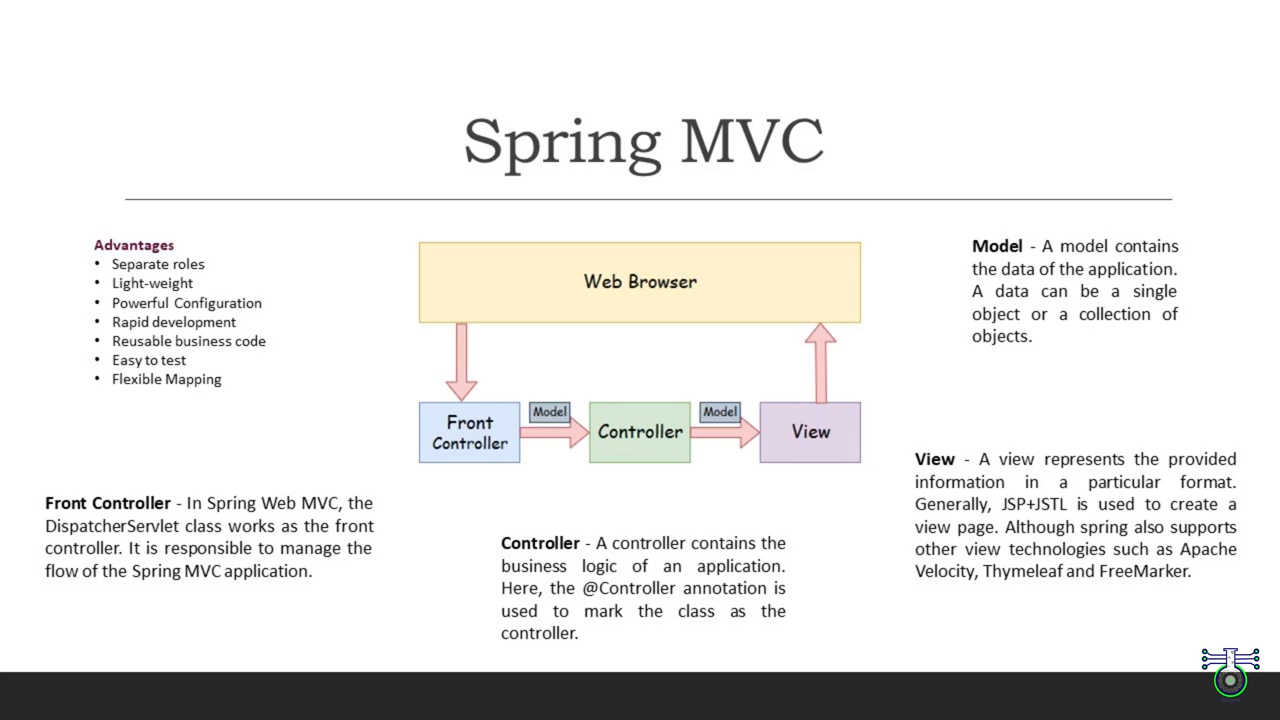 Spring MVC
Advantages
• Separate roles
• Light-weight
• Powerful Configuration
• Rapid development
• Reusable business code
• Easy to test
• Flexible Mapping
Web Browser
Model - A model contains
the data of the application.
A data can be a single
object or a collection of
objects.
Front
Controller
Model
Controller
Model
View
Front Controller - In Spring Web MVC, the
DispatcherServlet class works as the front
controller. It is responsible to manage the
flow of the Spring MVC application.
Controller - A controller contains the
business logic of an application.
Here, the @Controller annotation is
used to mark the class as the
controller.
View - A view represents the provided
information in a particular format.
Generally, JSP+JSTL is used to create a
view page. Although spring also supports
other view technologies such as Apache
Velocity, Thymeleaf and FreeMarker.